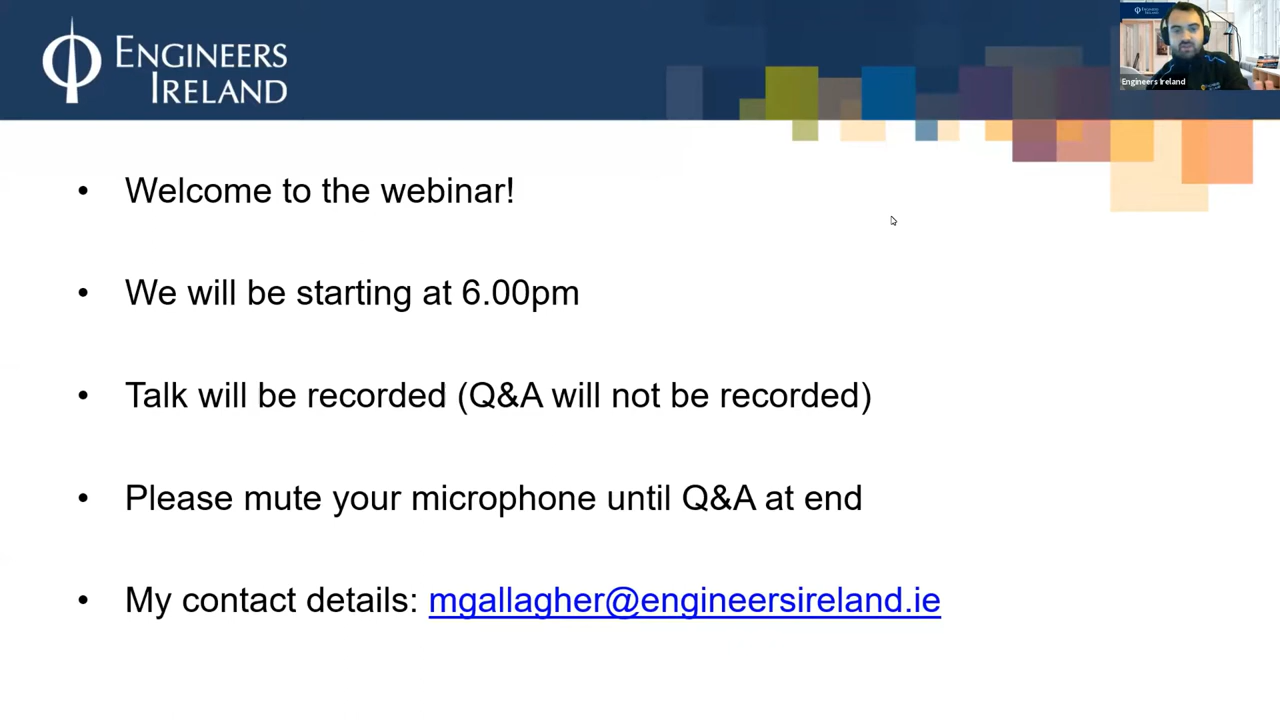 ENGINEERS
IRELAND
Engineers Ireland
• Welcome to the webinar!
• We will be starting at 6.00pm
• Talk will be recorded (Q&A will not be recorded)
• Please mute your microphone until Q&A at end
• My contact details: mgallagher@engineersireland.ie